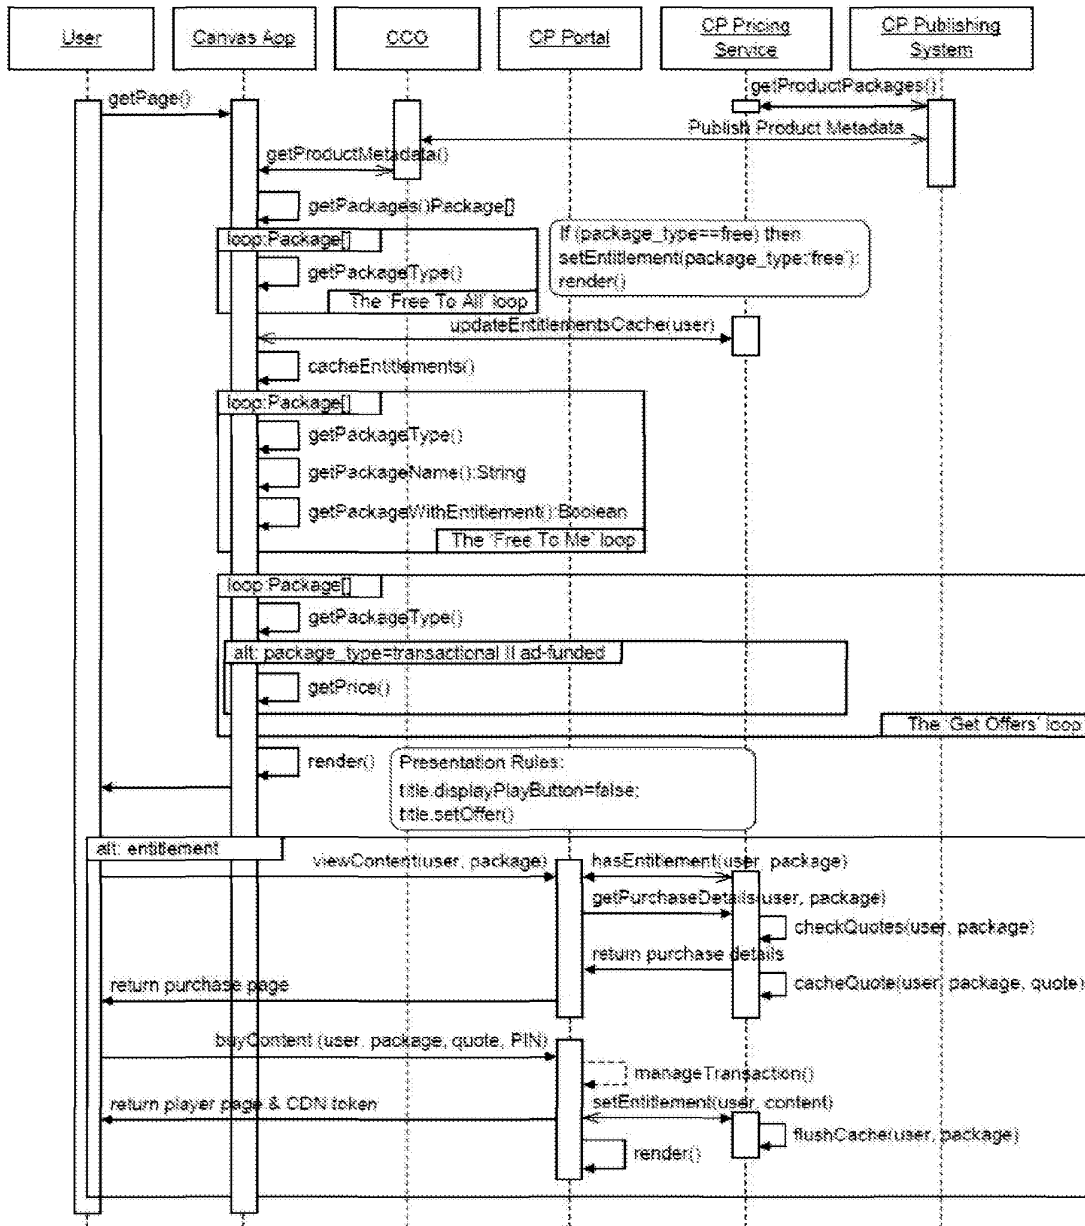 User
Canvas App
CCO
CP Portal
CP Pricing
Service
CP Publishing
System
getPage()
getProductPackages()
Publish Product Metadata
getProductMetadata()
getPackages()Package[]
loop:Package[]
If (package_type==free) then
setEntitlement(package_type:'free');
render()
getPackageType()
The 'Free To All' loop
updateEntitlementsCache(user)
cacheEntitlements()
loop:Package[]
getPackageType()
getPackageName():String
getPackageWithEntitlement():Boolean
The 'Free To Me' loop
loop:Package[]
getPackageType()
alt: package_type=transactional || ad-funded
getPrice()
The 'Get Offers' loop
render()
Presentation Rules:
title.displayPlayButton=false;
title.setOffer()
alt: entitlement
viewContent(user, package)
hasEntitlement(user, package)
getPurchaseDetails(user, package)
checkQuotes(user, package)
return purchase details
return purchase page
cacheQuote(user, package, quote)
buyContent (user, package, quote, PIN)
manageTransaction()
return player page & CDN token
setEntitlement(user, content)
flushCache(user, package)
render()